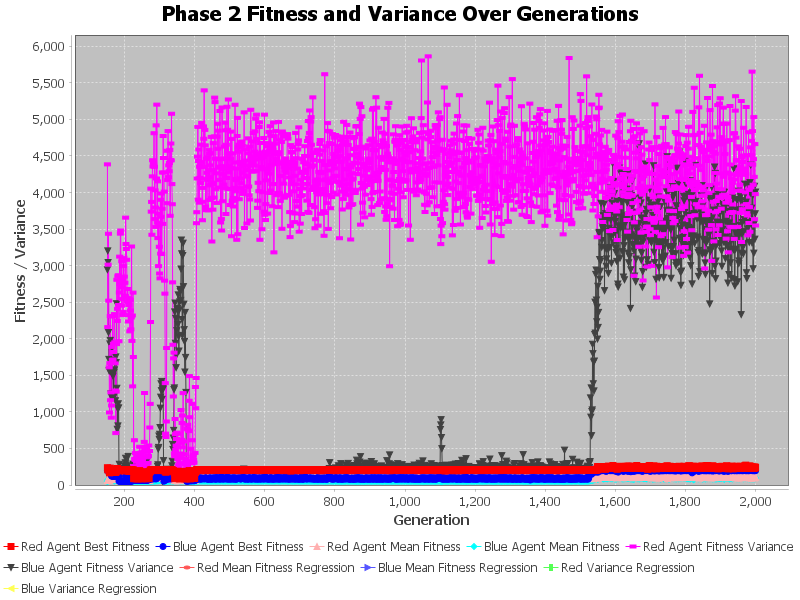 Phase 2 Fitness and Variance Over Generations
Fitness / Variance
6,000
5,500
5,000
4,500
4,000
3,500
3,000
2,500
2,000
1,500
1,000
500
0
200 400 600 800 1,000 1,200 1,400 1,600 1,800 2,000
Generation
Red Agent Best Fitness Blue Agent Best Fitness Red Agent Mean Fitness Blue Agent Mean Fitness Red Agent Fitness Variance
Blue Agent Fitness Variance Red Mean Fitness Regression Blue Mean Fitness Regression Red Variance Regression
Blue Variance Regression